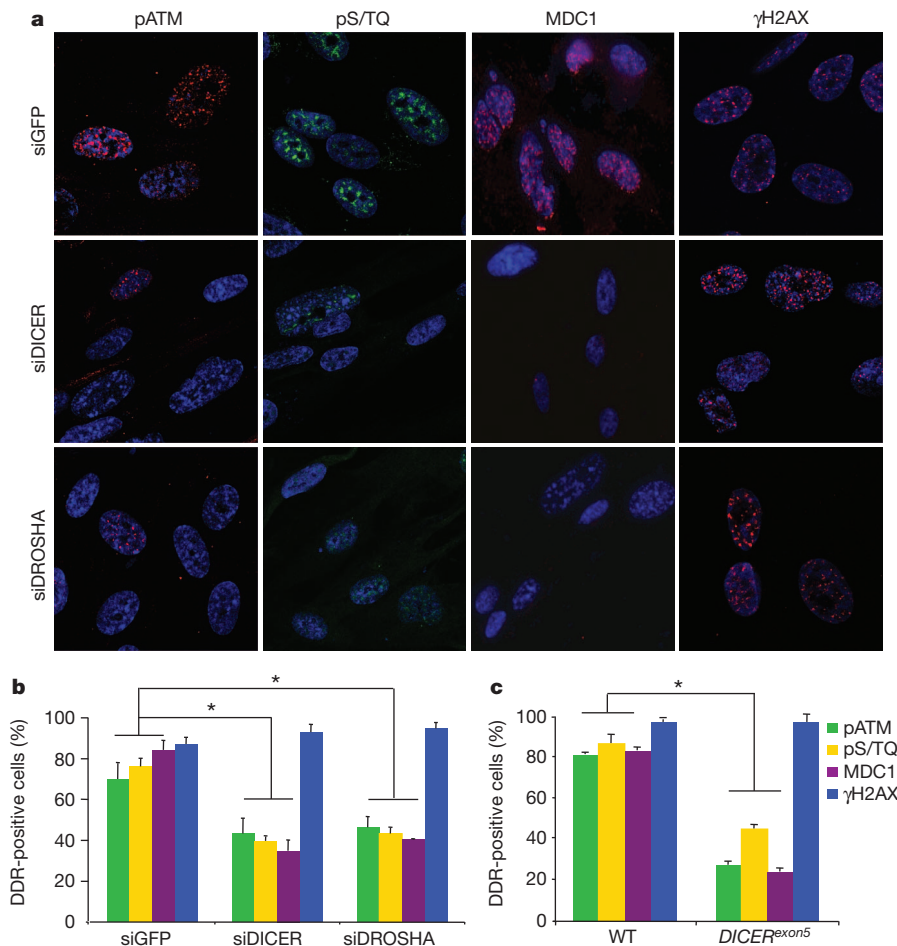 a
pATM
pS/TQ
MDC1
γH2AX
siGFP
siDICER
siDROSHA
b
DDR-positive cells (%)
100
80
60
40
20
0
*
*
siGFP
siDICER
siDROSHA
c
DDR-positive cells (%)
100
80
60
40
20
0
*
WT
DICERexon5
pATM
pS/TQ
MDC1
γH2AX